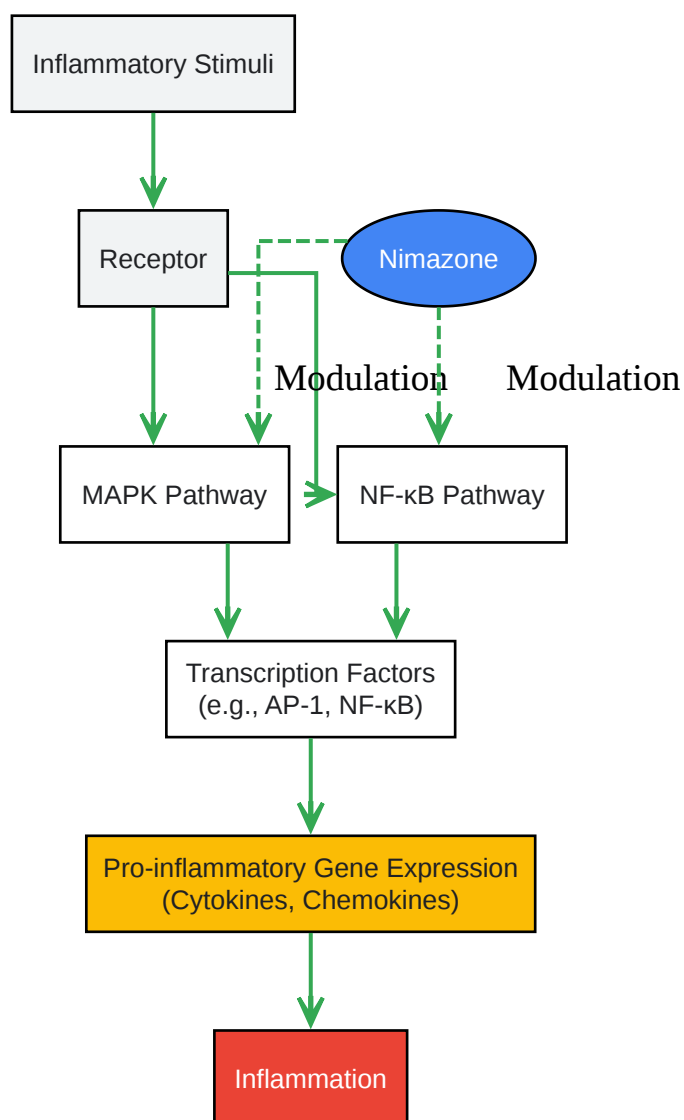 Inflammatory Stimuli
Receptor
Nimazone
Modulation
Modulation
MAPK Pathway
NF-κB Pathway
Transcription Factors
(e.g., AP-1, NF-κB)
Pro-inflammatory Gene Expression
(Cytokines, Chemokines)
Inflammation